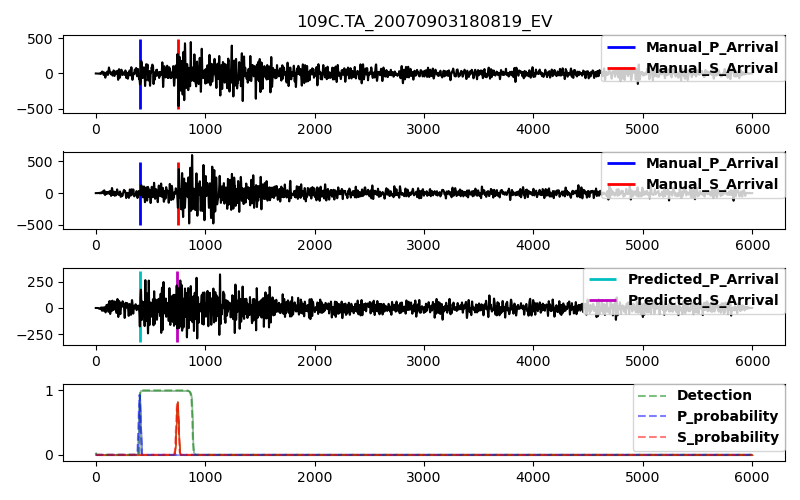 109C.TA_20070903180819_EV
500
0
−500
Manual_P_Arrival
Manual_S_Arrival
0 1000 2000 3000 4000 5000 6000
500
0
−500
Manual_P_Arrival
Manual_S_Arrival
0 1000 2000 3000 4000 5000 6000
250
0
−250
Predicted_P_Arrival
Predicted_S_Arrival
0 1000 2000 3000 4000 5000 6000
1
0
Detection
P_probability
S_probability
0 1000 2000 3000 4000 5000 6000